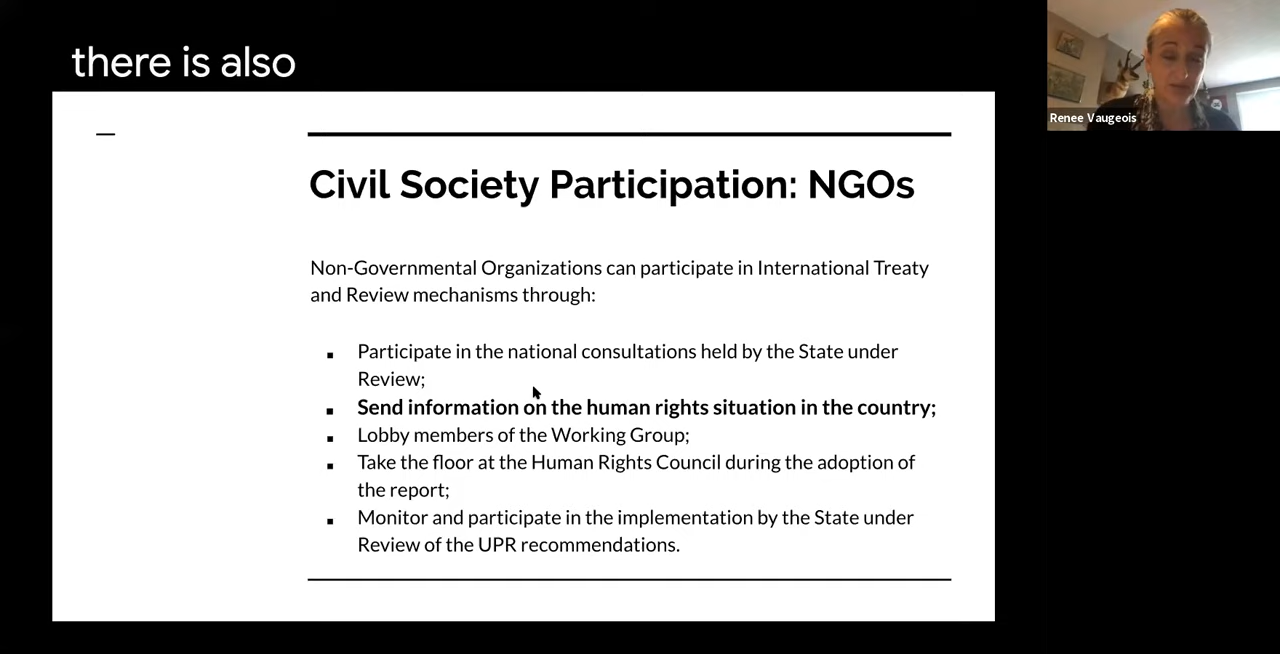 there is also
Renee Vaugeois
Civil Society Participation: NGOs
Non-Governmental Organizations can participate in International Treaty
and Review mechanisms through:
▪ Participate in the national consultations held by the State under
Review;
▪ Send information on the human rights situation in the country;
▪ Lobby members of the Working Group;
▪ Take the floor at the Human Rights Council during the adoption of
the report;
▪ Monitor and participate in the implementation by the State under
Review of the UPR recommendations.